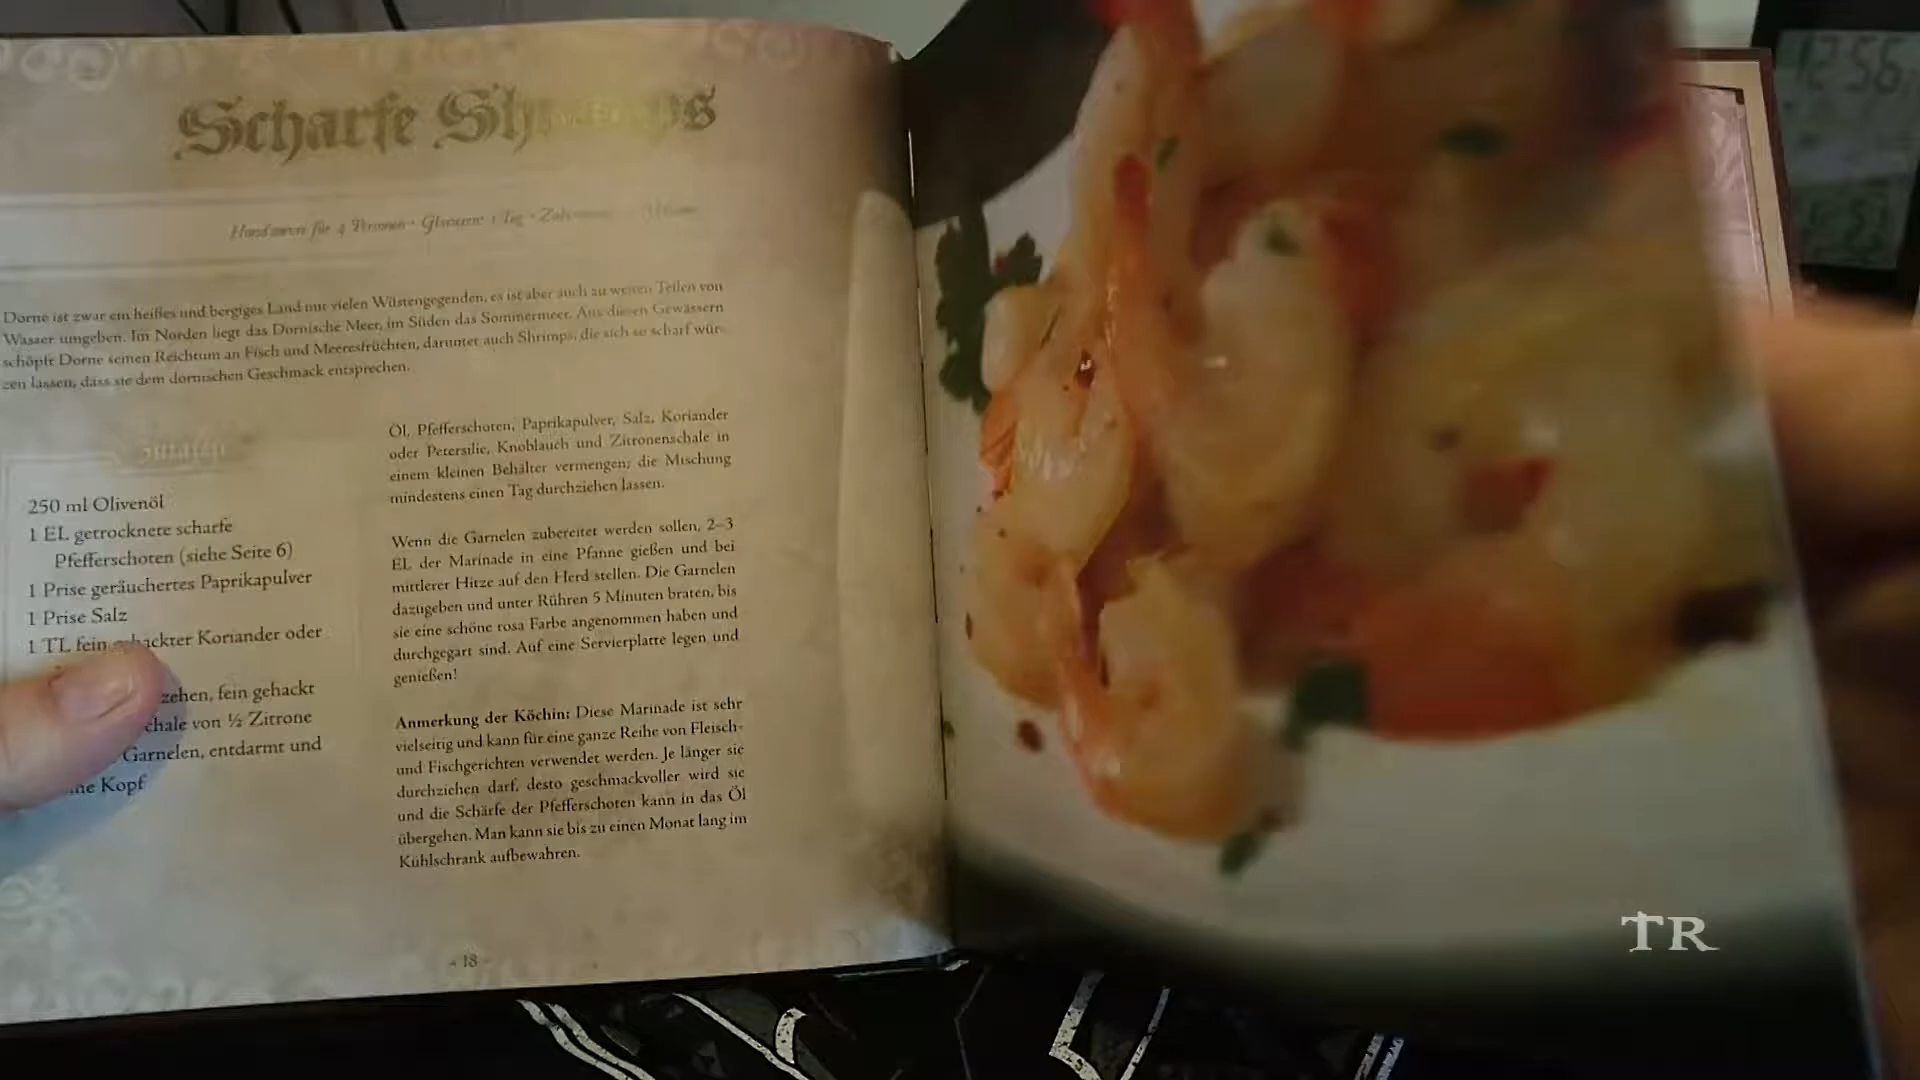 Scharfe Sh ps
für 4 Personen · 1 Tag ·
Dorne ist zwar ein heißes und bergiges Land mit vielen Wüstengegenden, es ist aber auch zu weiten Teilen von
Wasser umgeben. Im Norden liegt das Dornische Meer, im Süden das Sommermeer. Aus diesen Gewässern
schöpft Dorne seinen Reichtum an Fisch und Meeresfrüchten, darunter auch Shrimps, die sich so scharf wür-
zen lassen, dass sie dem dornischen Geschmack entsprechen.
250 ml Olivenöl
1 EL getrocknete scharfe
Pfefferschoten (siehe Seite 6)
1 Prise geräuchertes Paprikapulver
1 Prise Salz
1 TL fein gehackter Koriander oder
zehen, fein gehackt
chale von ½ Zitrone
Garnelen, entdarmt und
ne Kopf
Öl, Pfefferschoten, Paprikapulver, Salz, Koriander
oder Petersilie, Knoblauch und Zitronenschale in
einem kleinen Behälter vermengen; die Mischung
mindestens einen Tag durchziehen lassen.
Wenn die Garnelen zubereitet werden sollen, 2–3
EL der Marinade in eine Pfanne gießen und bei
mittlerer Hitze auf den Herd stellen. Die Garnelen
dazugeben und unter Rühren 5 Minuten braten, bis
sie eine schöne rosa Farbe angenommen haben und
durchgegart sind. Auf eine Servierplatte legen und
genießen!
Anmerkung der Köchin: Diese Marinade ist sehr
vielseitig und kann für eine ganze Reihe von Fleisch-
und Fischgerichten verwendet werden. Je länger sie
durchziehen darf, desto geschmackvoller wird sie
und die Schärfe der Pfefferschoten kann in das Öl
übergehen. Man kann sie bis zu einen Monat lang im
Kühlschrank aufbewahren.
- 18 -
12:56
TR